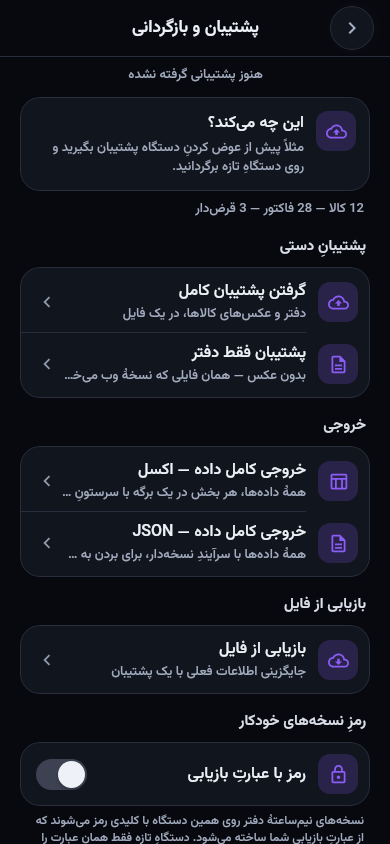 پشتیبان و بازگردانی
هنوز پشتیبانی گرفته نشده
این چه می‌کند؟
مثلاً پیش از عوض کردنِ دستگاه پشتیبان بگیرید و
روی دستگاهِ تازه برگردانید.
12 کالا — 28 فاکتور — 3 قرض‌دار
پشتیبانِ دستی
گرفتن پشتیبان کامل
دفتر و عکس‌های کالاها، در یک فایل
پشتیبان فقط دفتر
بدون عکس — همان فایلی که نسخهٔ وب می‌خـ...
خروجی
خروجی کامل داده — اکسل
همهٔ داده‌ها، هر بخش در یک برگه با سرستونِ ...
خروجی کامل داده — JSON
همهٔ داده‌ها با سرآیندِ نسخه‌دار، برای بردن به ...
بازیابی از فایل
بازیابی از فایل
جایگزینی اطلاعات فعلی با یک پشتیبان
رمزِ نسخه‌های خودکار
رمز با عبارتِ بازیابی
نسخه‌های نیم‌ساعتهٔ دفتر روی همین دستگاه با کلیدی رمز می‌شوند که
از عبارتِ بازیابیِ شما ساخته می‌شود. دستگاهِ تازه فقط همان عبارت را